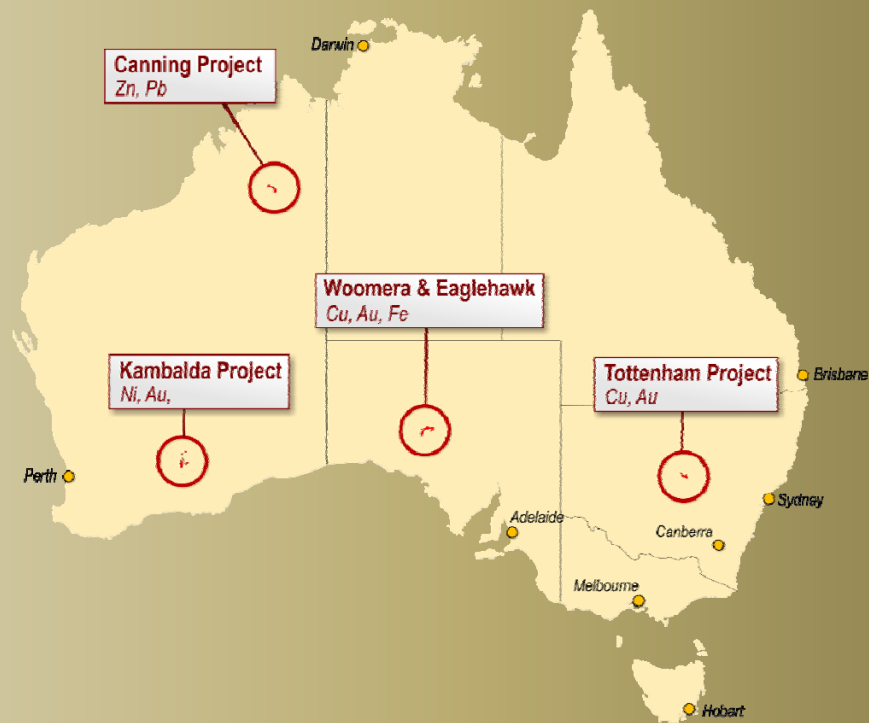 Darwin
Canning Project
Zn, Pb
Woomera & Eaglehawk
Cu, Au, Fe
Kambalda Project
Ni, Au,
Tottenham Project
Cu, Au
Brisbane
Perth
Sydney
Adelaide
Canberra
Melbourne
Hobart